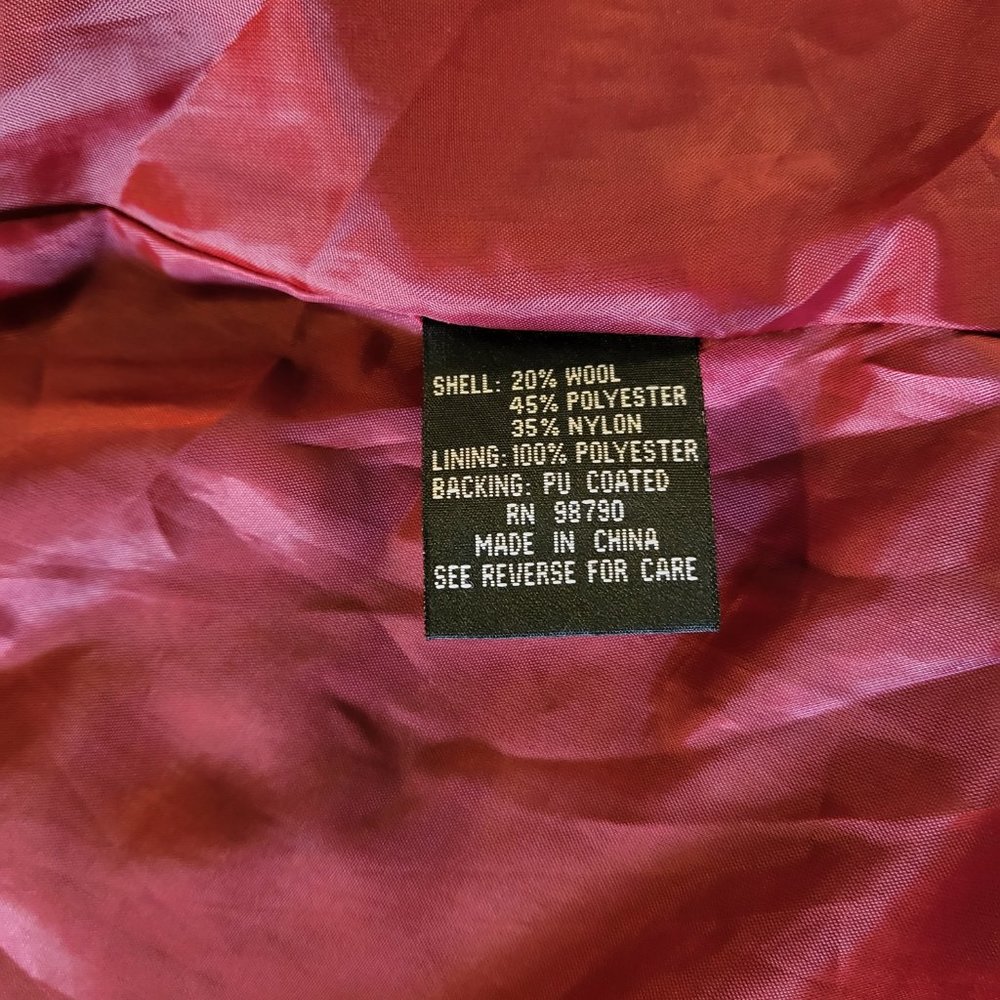 SHELL: 20% WOOL
45% POLYESTER
35% NYLON
LINING: 100% POLYESTER
BACKING: PU COATED
RN 98790
MADE IN CHINA
SEE REVERSE FOR CARE